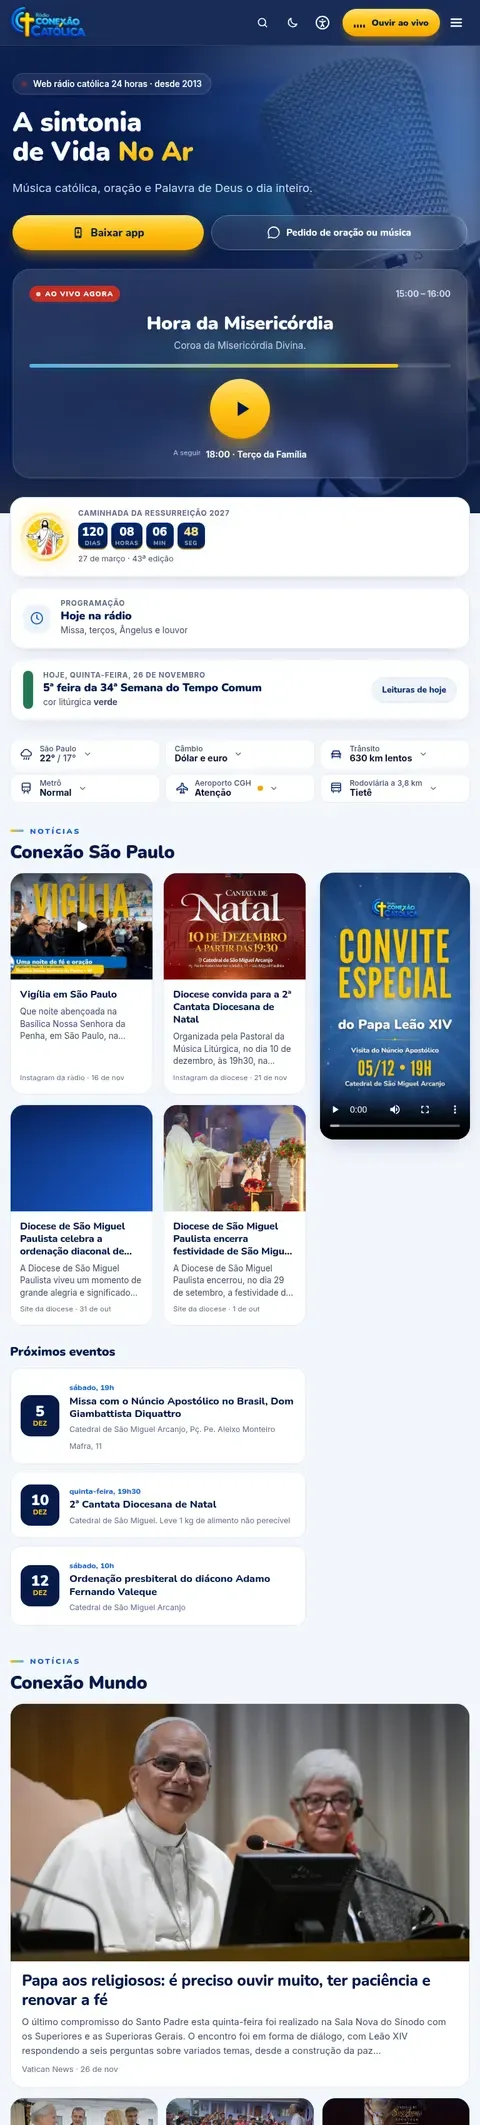 Rádio
CONEXÃO
CATÓLICA
Ouvir ao vivo
Web rádio católica 24 horas · desde 2013
A sintonia
de Vida No Ar
Música católica, oração e Palavra de Deus o dia inteiro.
Baixar app
Pedido de oração ou música
AO VIVO AGORA
15:00 – 16:00
Hora da Misericórdia
Coroa da Misericórdia Divina.
A seguir 18:00 · Terço da Família
CAMINHADA DA RESSURREIÇÃO 2027
120 08 06 48
DIAS HORAS MIN SEG
27 de março · 43ª edição
PROGRAMAÇÃO
Hoje na rádio
Missa, terços, Ângelus e louvor
HOJE, QUINTA-FEIRA, 26 DE NOVEMBRO
5ª feira da 34ª Semana do Tempo Comum
cor litúrgica verde
Leituras de hoje
São Paulo
22° / 17°
Câmbio
Dólar e euro
Trânsito
630 km lentos
Metrô
Normal
Aeroporto CGH
Atenção
Rodoviária a 3,8 km
Tietê
NOTÍCIAS
Conexão São Paulo
VIGÍLIA
Uma noite de fé e oração
Vigília em São Paulo
Que noite abençoada na
Basílica Nossa Senhora da
Penha, em São Paulo, na...
Instagram da rádio · 16 de nov
CANTATA DE
Natal
10 DE DEZEMBRO
A PARTIR DAS 19:30
Catedral de São Miguel Arcanjo
Diocese convida para a 2ª
Cantata Diocesana de
Natal
Organizada pela Pastoral da
Música Litúrgica, no dia 10 de
dezembro, às 19h30, na...
Instagram da diocese · 21 de nov
CONEXÃO
CATÓLICA
CONVITE
ESPECIAL
do Papa Leão XIV
Visita do Núncio Apostólico
05/12 • 19H
Catedral de São Miguel Arcanjo
0:00
Diocese de São Miguel
Paulista celebra a
ordenação diaconal de...
A Diocese de São Miguel
Paulista viveu um momento de
grande alegria e significado...
Site da diocese · 31 de out
Diocese de São Miguel
Paulista encerra
festividade de São Migu...
A Diocese de São Miguel
Paulista encerrou, no dia 29
de setembro, a festividade d...
Site da diocese · 1 de out
Próximos eventos
5
DEZ
sábado, 19h
Missa com o Núncio Apostólico no Brasil, Dom
Giambattista Diquattro
Catedral de São Miguel Arcanjo, Pç. Pe. Aleixo Monteiro
Mafra, 11
10
DEZ
quinta-feira, 19h30
2ª Cantata Diocesana de Natal
Catedral de São Miguel. Leve 1 kg de alimento não perecível
12
DEZ
sábado, 10h
Ordenação presbiteral do diácono Adamo
Fernando Valeque
Catedral de São Miguel Arcanjo
NOTÍCIAS
Conexão Mundo
Papa aos religiosos: é preciso ouvir muito, ter paciência e
renovar a fé
O último compromisso do Santo Padre esta quinta-feira foi realizado na Sala Nova do Sínodo com
os Superiores e as Superioras Gerais. O encontro foi em forma de diálogo, com Leão XIV
respondendo a seis perguntas sobre variados temas, desde a construção da paz...
Vatican News · 26 de nov